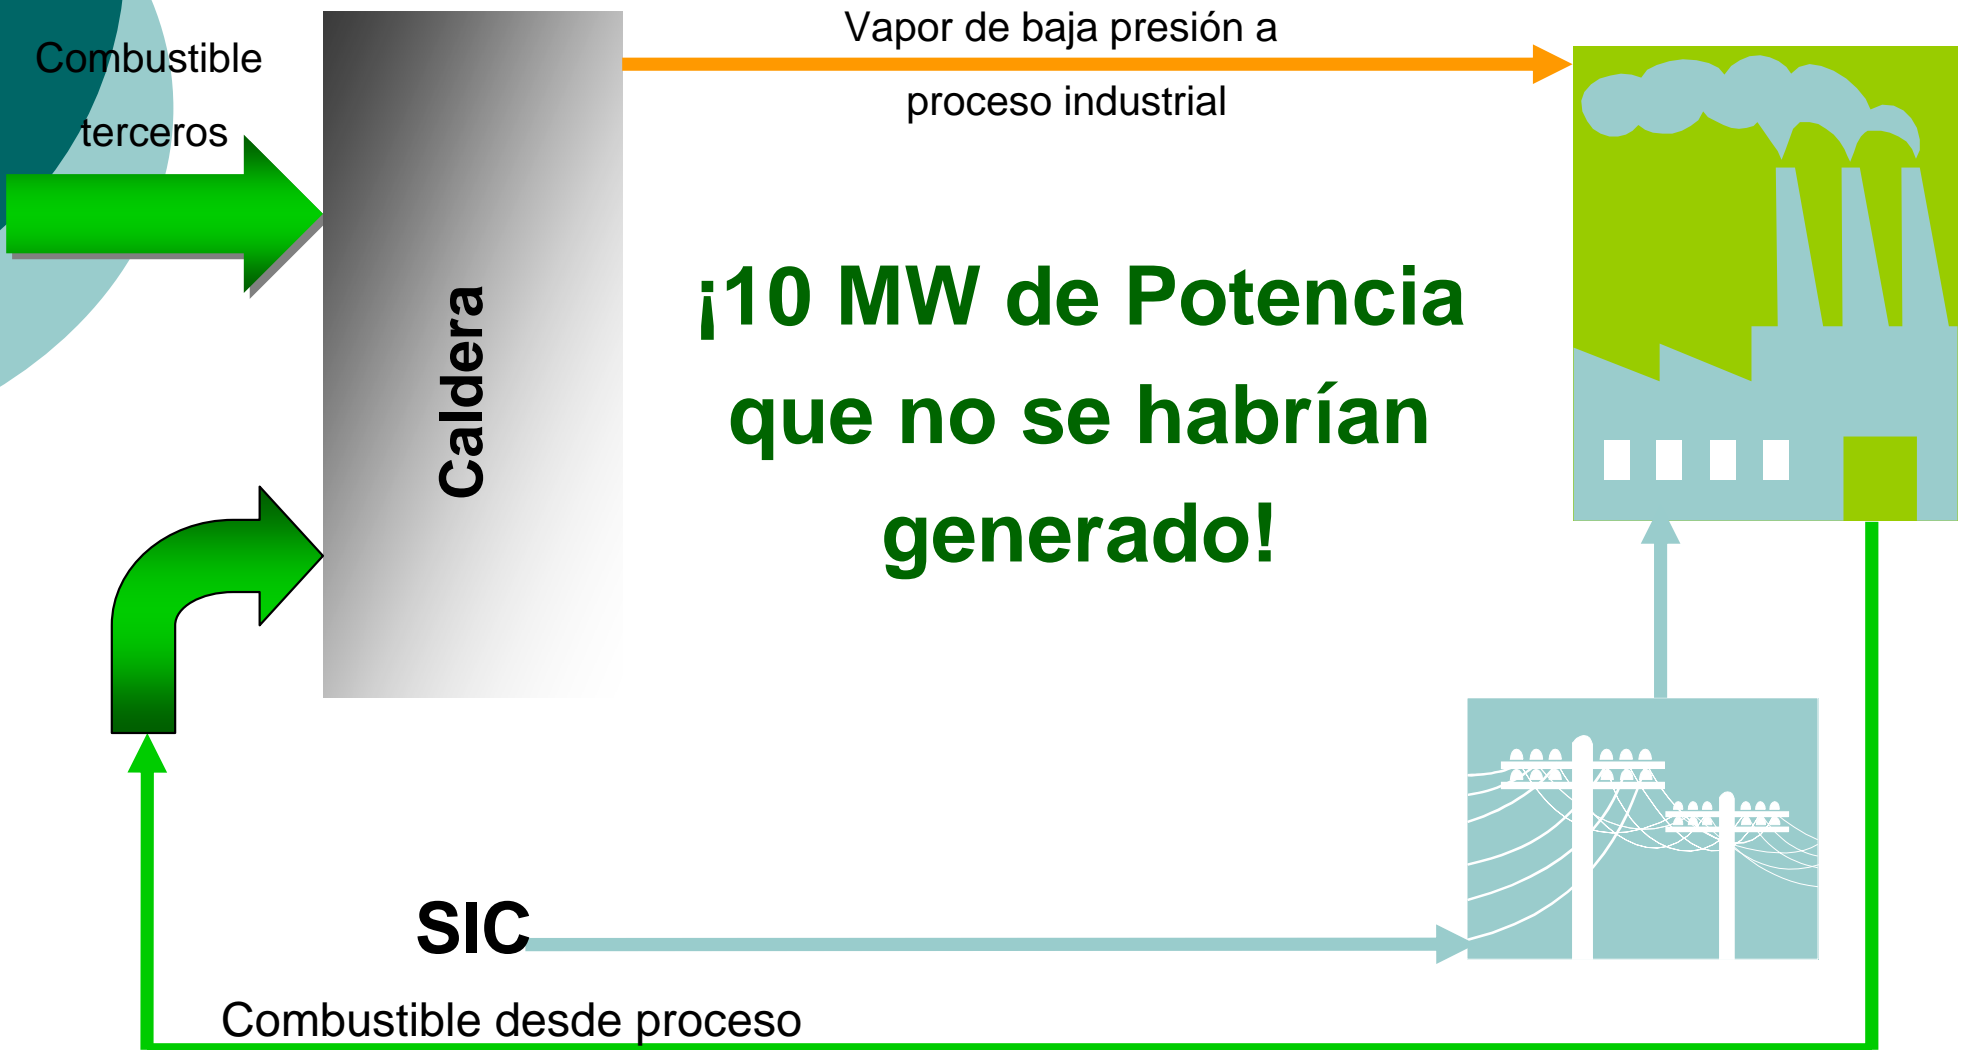 Combustible
terceros
Vapor de baja presión a
proceso industrial
Caldera
¡10 MW de Potencia
que no se habrían
generado!
SIC
Combustible desde proceso